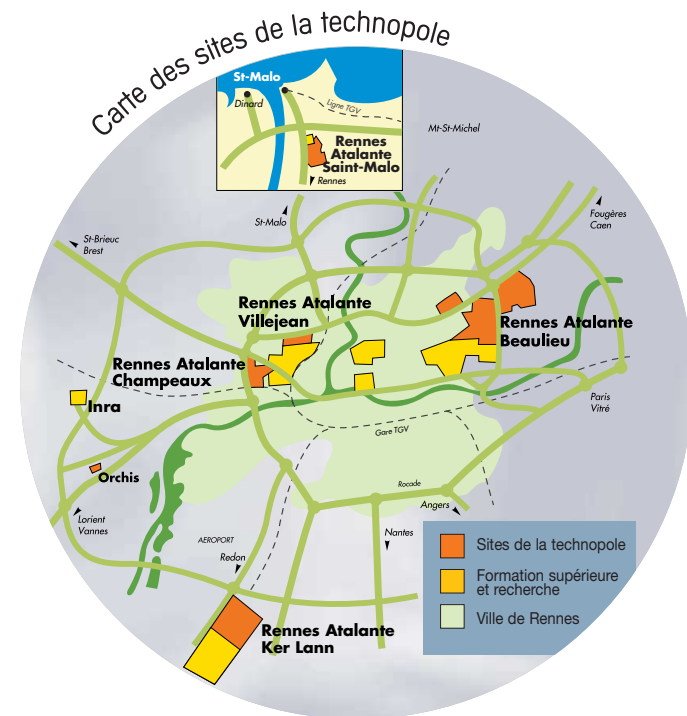 Carte des sites de la technopole
St-Malo
Dinard
Ligne TGV
Rennes
Atalante
Saint-Malo
Rennes
Mt-St-Michel
St-Malo
Fougères
Caen
St-Brieuc
Brest
Rennes Atalante
Villejean
Rennes Atalante
Beaulieu
Rennes Atalante
Champeaux
Inra
Paris
Vitré
Gare TGV
Orchis
Rocade
Angers
Lorient
Vannes
Nantes
AEROPORT
Redon
Sites de la technopole
Formation supérieure
et recherche
Ville de Rennes
Rennes Atalante
Ker Lann